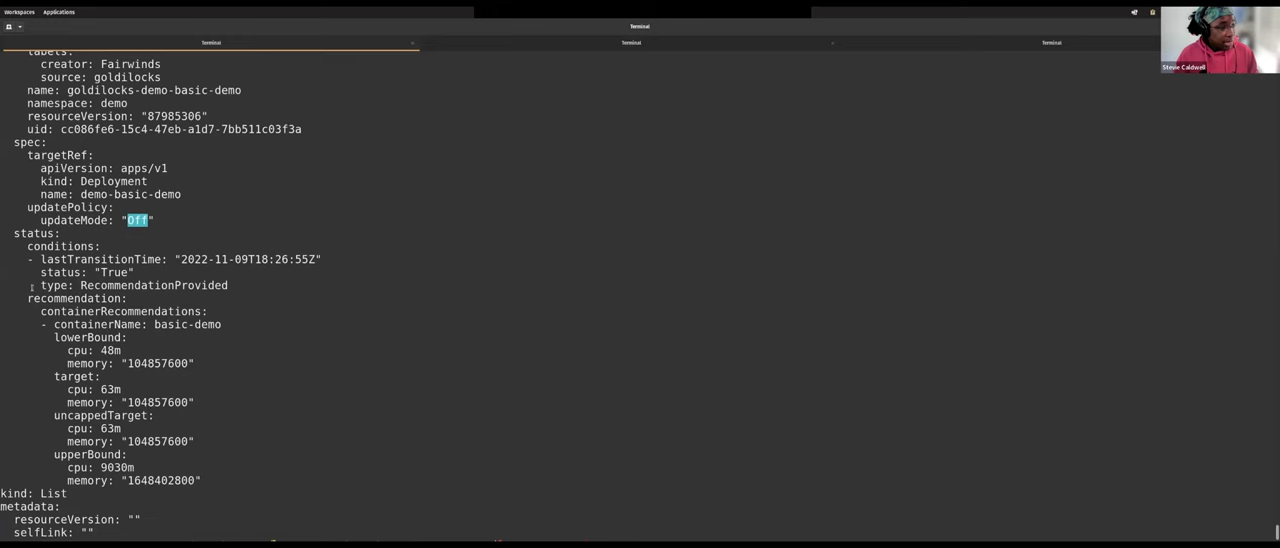 Workspaces Applications
Terminal
Terminal
Terminal
Terminal
Stevie Caldwell
labels:
creator: Fairwinds
source: goldilocks
name: goldilocks-demo-basic-demo
namespace: demo
resourceVersion: "87985306"
uid: cc086fe6-15c4-47eb-a1d7-7bb511c03f3a
spec:
targetRef:
apiVersion: apps/v1
kind: Deployment
name: demo-basic-demo
updatePolicy:
updateMode: "Off"
status:
conditions:
- lastTransitionTime: "2022-11-09T18:26:55Z"
status: "True"
type: RecommendationProvided
recommendation:
containerRecommendations:
- containerName: basic-demo
lowerBound:
cpu: 48m
memory: "104857600"
target:
cpu: 63m
memory: "104857600"
uncappedTarget:
cpu: 63m
memory: "104857600"
upperBound:
cpu: 9030m
memory: "1648402800"
kind: List
metadata:
resourceVersion: ""
selfLink: ""